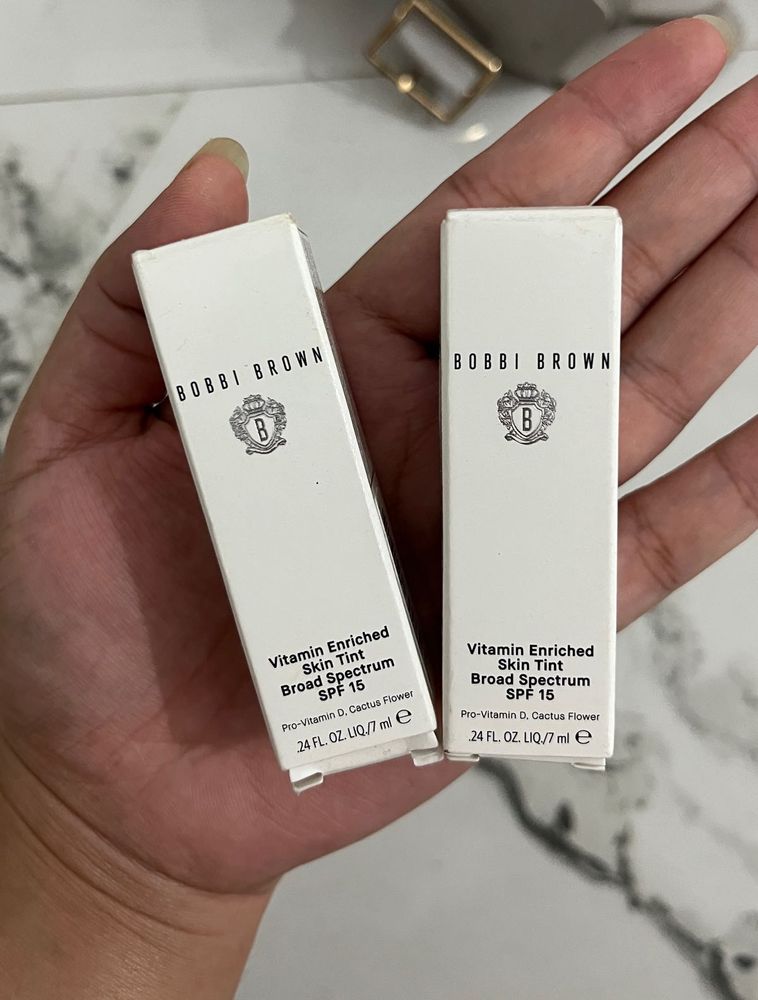 BOBBI BROWN
B
Vitamin Enriched
Skin Tint
Broad Spectrum
SPF 15
Pro-Vitamin D, Cactus Flower
.24 FL. OZ. LIQ./7 ml ℮
BOBBI BROWN
B
Vitamin Enriched
Skin Tint
Broad Spectrum
SPF 15
Pro-Vitamin D, Cactus Flower
.24 FL. OZ. LIQ./7 ml ℮